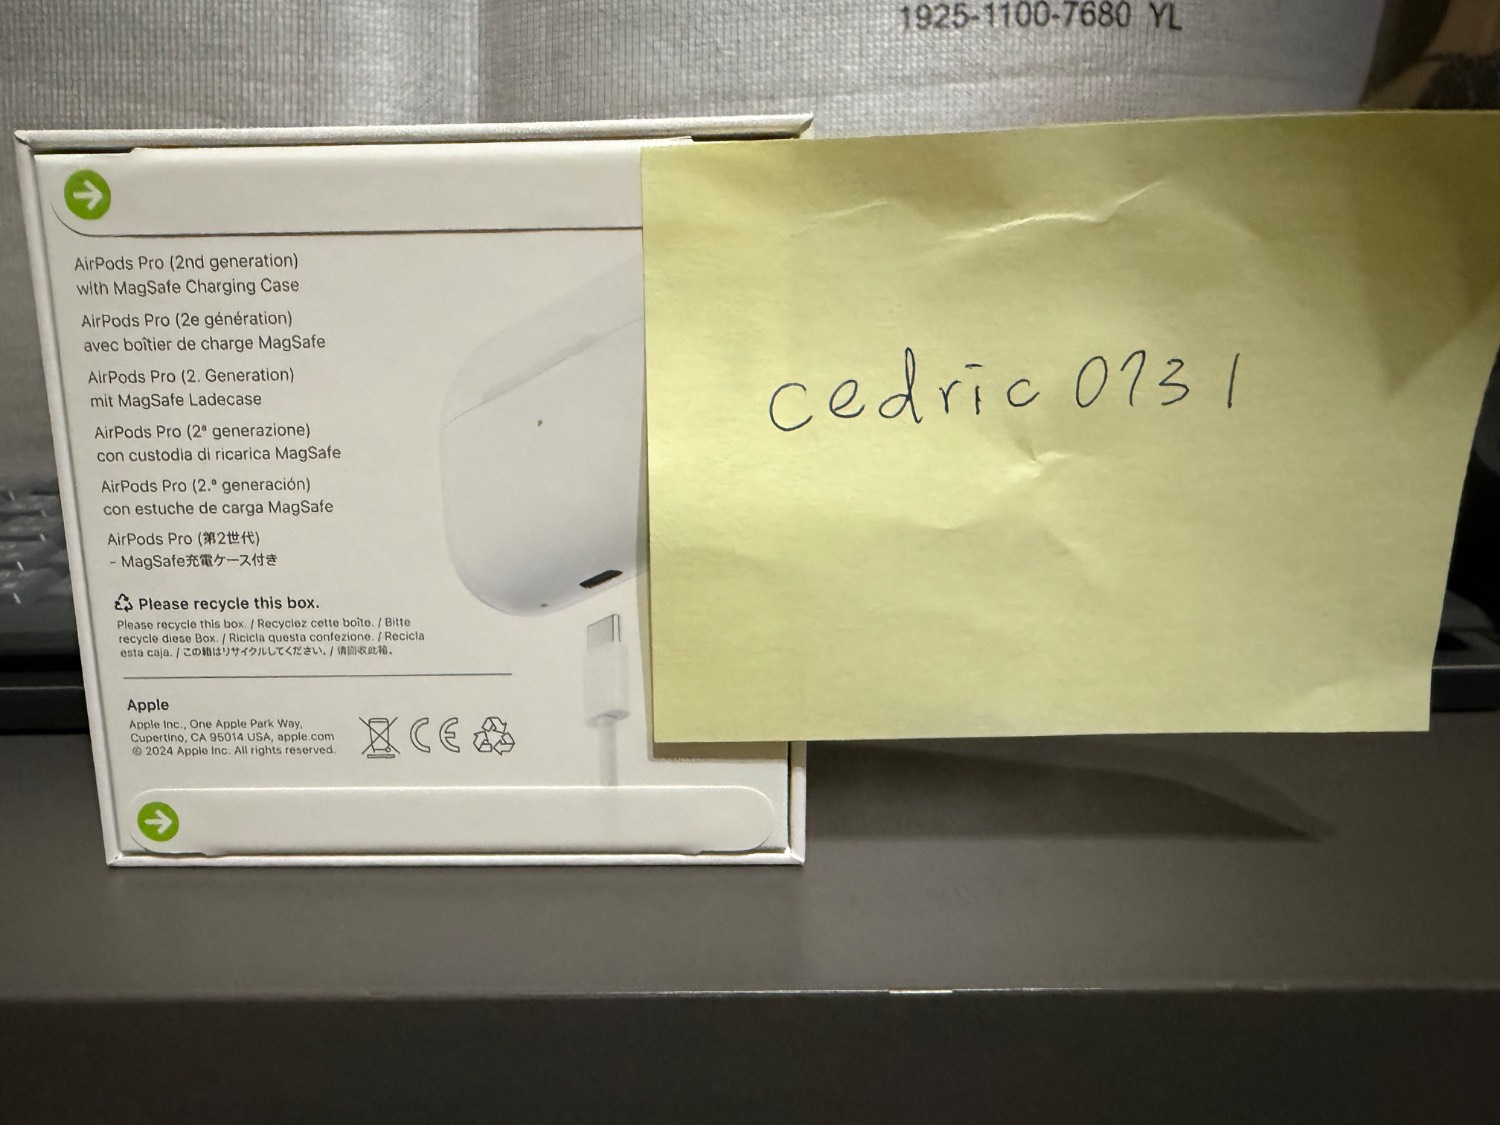 1925-1100-7680 YL
AirPods Pro (2nd generation)
with MagSafe Charging Case
AirPods Pro (2e génération)
avec boîtier de charge MagSafe
AirPods Pro (2. Generation)
mit MagSafe Ladecase
AirPods Pro (2ª generazione)
con custodia di ricarica MagSafe
AirPods Pro (2.ª generación)
con estuche de carga MagSafe
AirPods Pro (第2世代)
- MagSafe充電ケース付き
Please recycle this box.
Please recycle this box. / Recyclez cette boîte. / Bitte
recycle diese Box. / Ricicla questa confezione. / Recicla
esta caja. / この箱はリサイクルしてください。/ 请回收此箱。
Apple
Apple Inc., One Apple Park Way,
Cupertino, CA 95014 USA, apple.com
© 2024 Apple Inc. All rights reserved.
CE
cedric0731